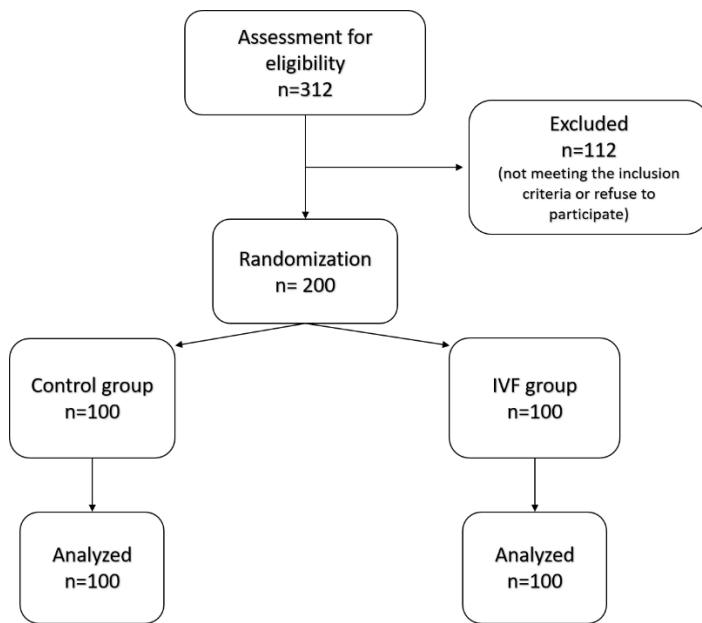 Assessment for
eligibility
n=312
Excluded
n=112
(not meeting the inclusion
criteria or refuse to
participate)
Randomization
n= 200
Control group
n=100
IVF group
n=100
Analyzed
n=100
Analyzed
n=100